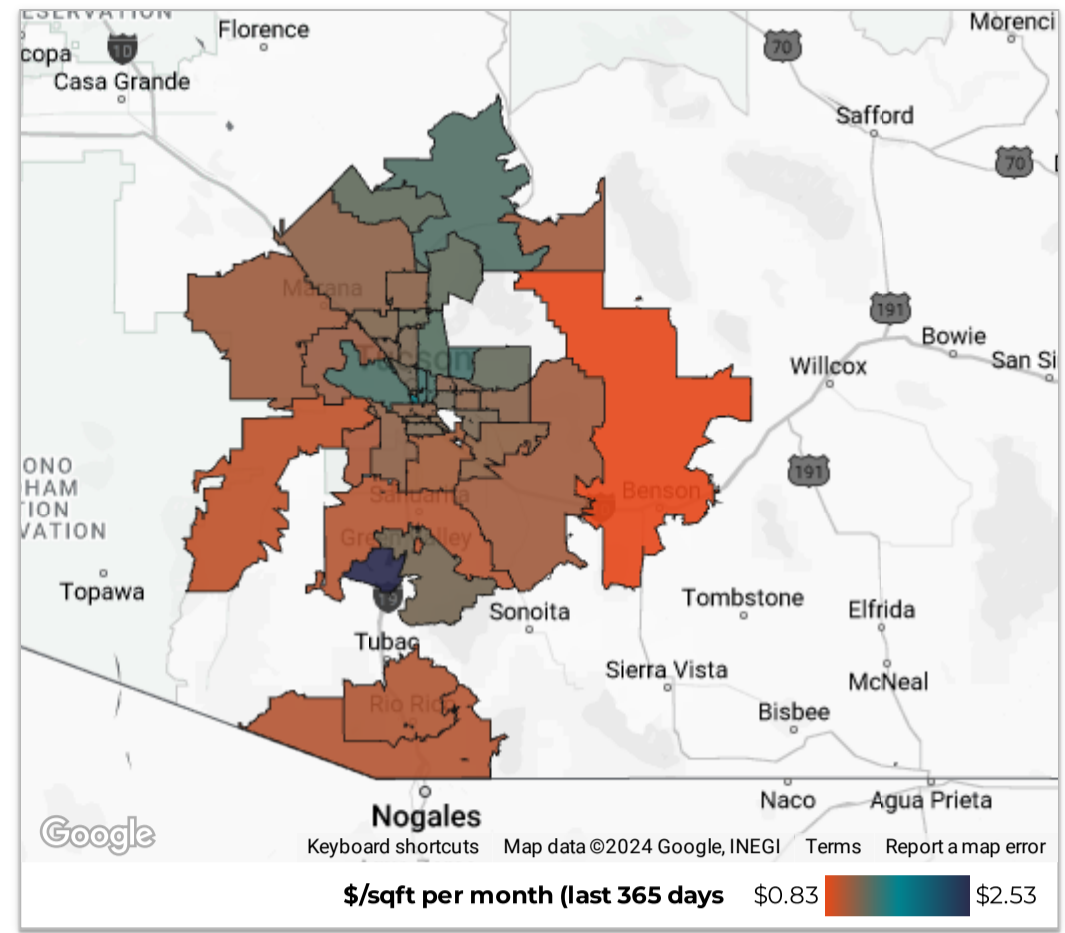 ESERVATION
Florence
Morenci
10
copa
70
Casa Grande
Safford
70
Marana
191
Bowie
Tucson
Willcox
San Si
ONO
HAM
TION
VATION
191
Benson
Sahuarita
Green Valley
Topawa
19
Sonoita
Tombstone
Elfrida
Tubac
Sierra Vista
McNeal
Rio Rico
Bisbee
Nogales
Naco
Agua Prieta
Google
Keyboard shortcuts
Map data ©2024 Google, INEGI
Terms
Report a map error
$/sqft per month (last 365 days
$0.83
$2.53